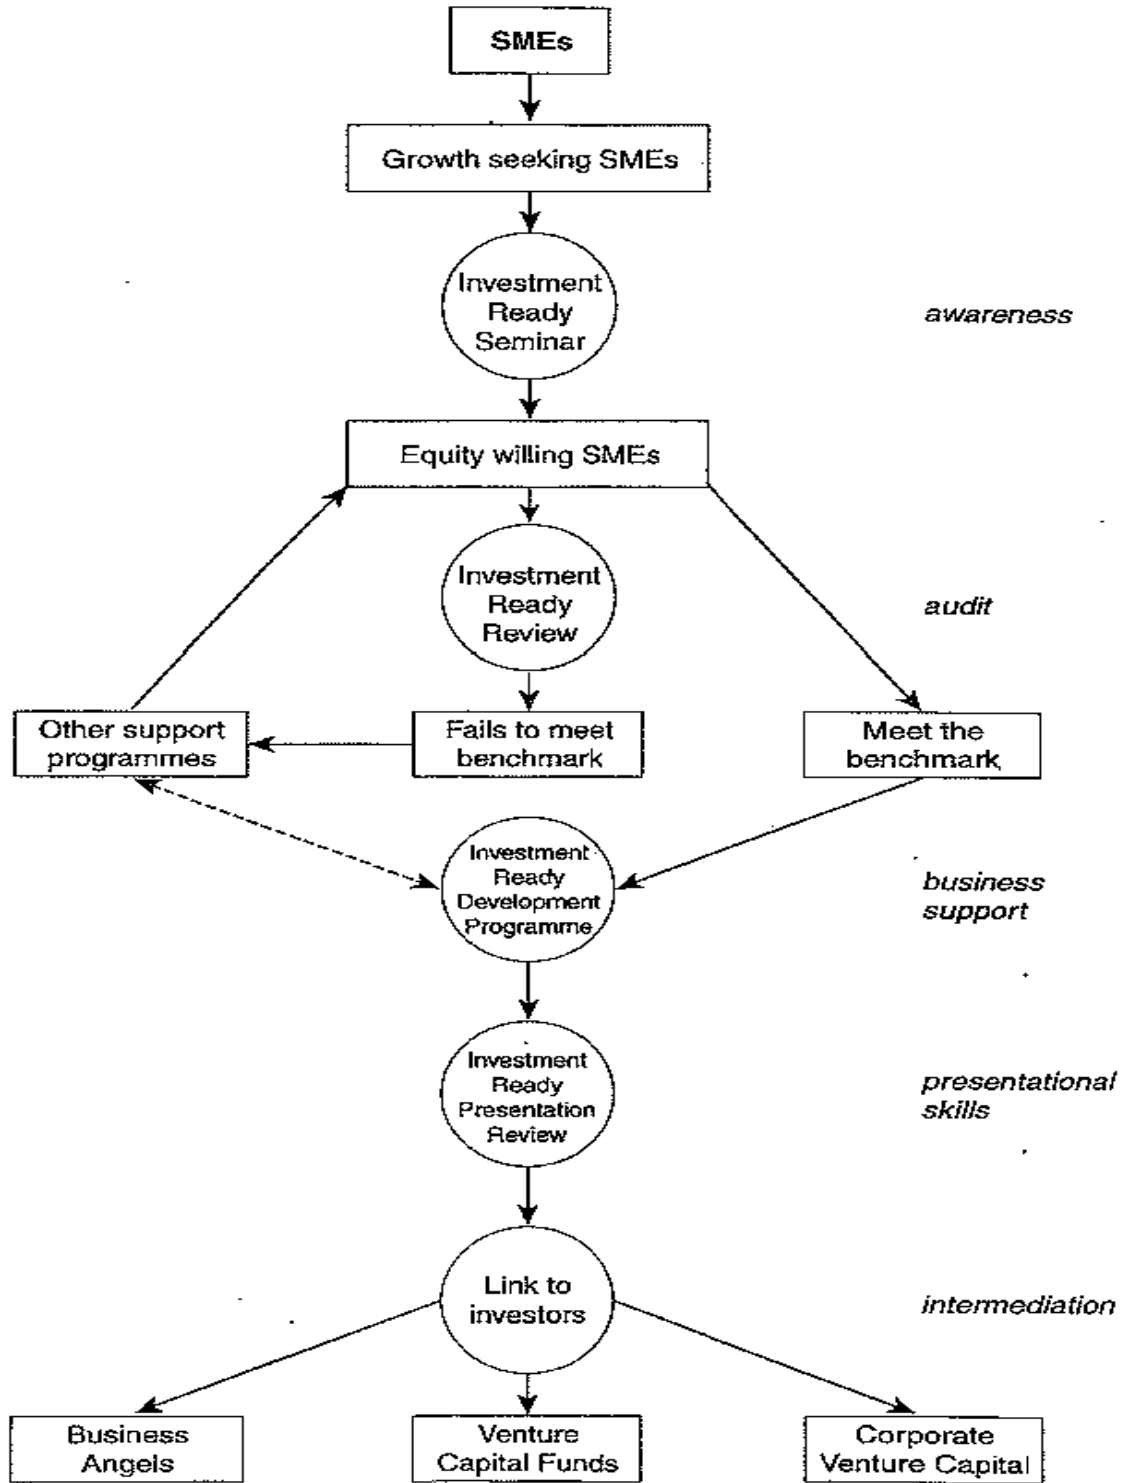 SMEs
Growth seeking SMEs
Investment
Ready
Seminar
awareness
Equity willing SMEs
Investment
Ready
Review
audit
Other support
programmes
Fails to meet
benchmark
Meet the
benchmark
Investment
Ready
Development
Programme
business
support
Investment
Ready
Presentation
Review
presentational
skills
Link to
investors
intermediation
Business
Angels
Venture
Capital Funds
Corporate
Venture Capital